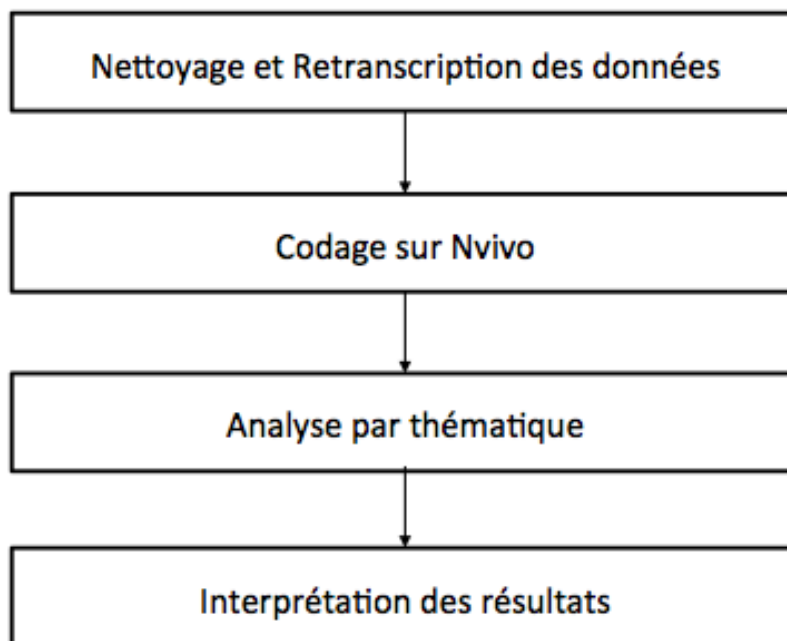 Nettoyage et Retranscription des données
Codage sur Nvivo
Analyse par thématique
Interprétation des résultats